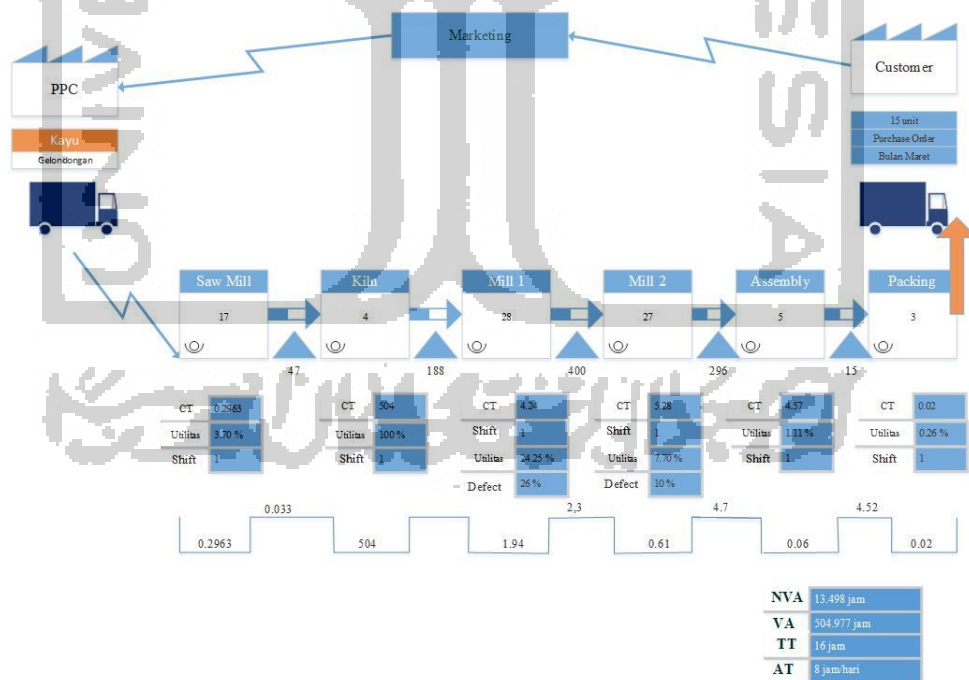 Marketing
PPC
Customer
Kayu
Gelondongan
15 unit
Purchase Order
Bulan Maret
Saw Mill
Kiln
Mill 1
Mill 2
Assembly
Packing
17
4
28
27
5
3
47
188
400
296
15
CT 0.2963
Utilitas 3.70 %
Shift 1
CT 504
Utilitas 100 %
Shift 1
CT 4.24
Shift 1
Utilitas 24.25 %
Defect 26 %
CT 5.28
Shift 1
Utilitas 7.70 %
Defect 10 %
CT 4.57
Utilitas 1.11 %
Shift 1
CT 0.02
Utilitas 0.26 %
Shift 1
0.033
2,3
4.7
4.52
0.2963
504
1.94
0.61
0.06
0.02
NVA 13.498 jam
VA 504.977 jam
TT 16 jam
AT 8 jam/hari